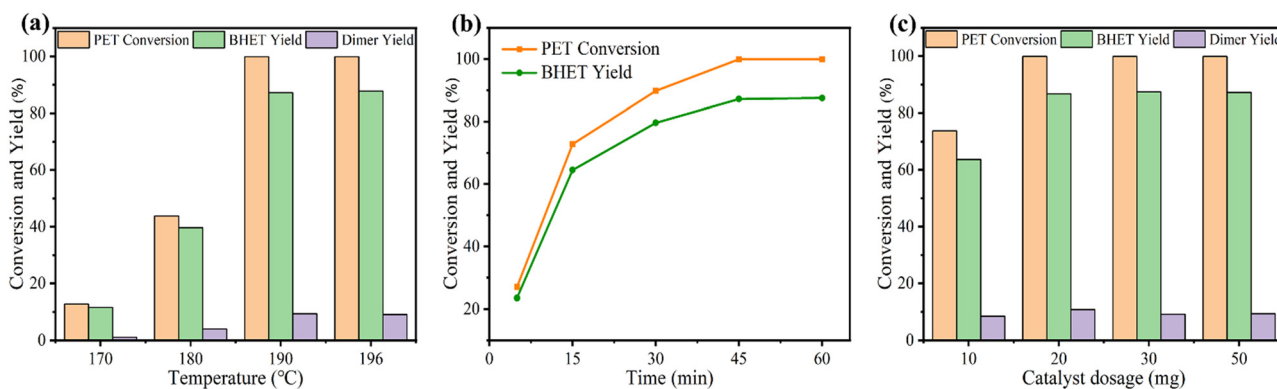 (a)
PET Conversion BHET Yield Dimer Yield
100
80
60
40
20
0
Conversion and Yield (%)
170 180 190 196
Temperature (℃)
(b)
PET Conversion
BHET Yield
100
80
60
40
20
Conversion and Yield (%)
0 15 30 45 60
Time (min)
(c)
PET Conversion BHET Yield Dimer Yield
100
80
60
40
20
0
Conversion and Yield (%)
10 20 30 50
Catalyst dosage (mg)